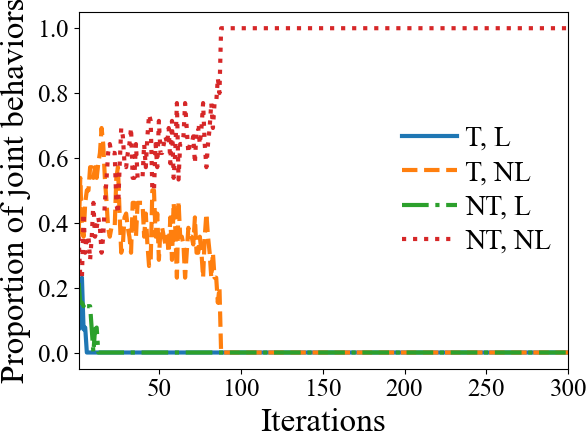 Proportion of joint behaviors
1.0
0.8
0.6
0.4
0.2
0.0
T, L
T, NL
NT, L
NT, NL
50 100 150 200 250 300
Iterations